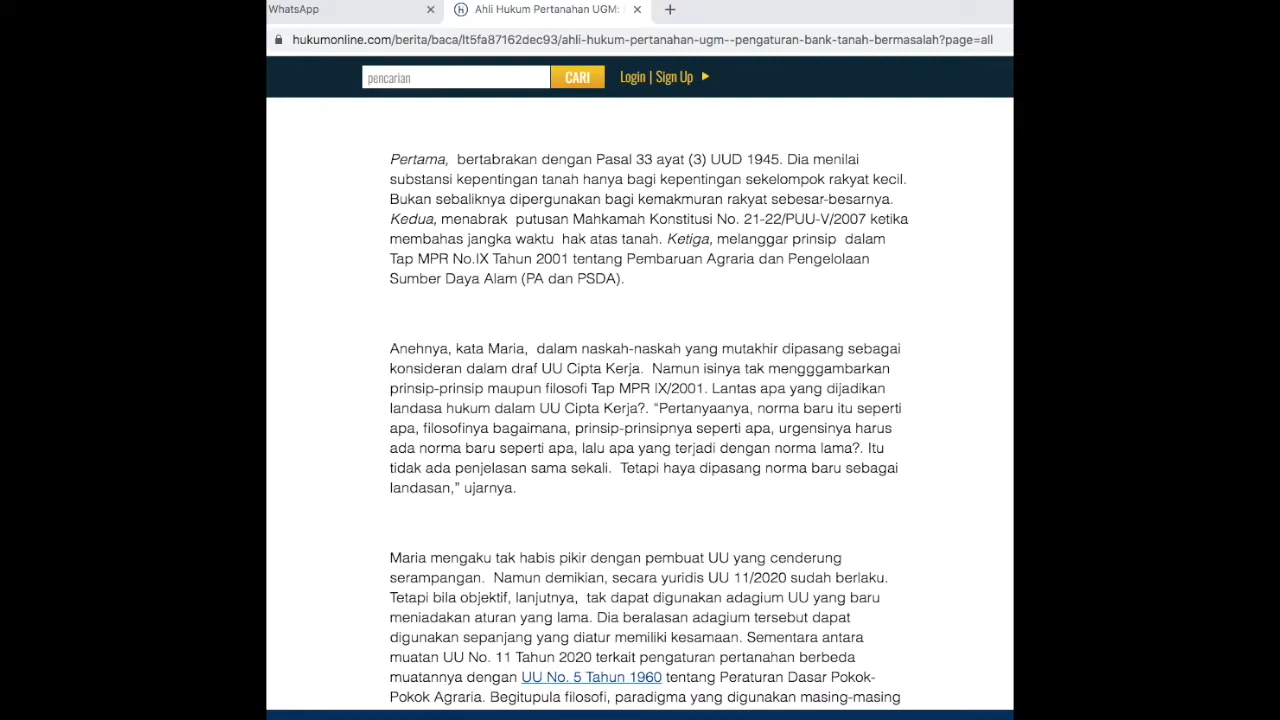 WhatsApp
Ahli Hukum Pertanahan UGM:
hukumonline.com/berita/baca/lt5fa87162dec93/ahli-hukum-pertanahan-ugm--pengaturan-bank-tanah-bermasalah?page=all
pencarian
CARI
Login | Sign Up
Pertama, bertabrakan dengan Pasal 33 ayat (3) UUD 1945. Dia menilai
substansi kepentingan tanah hanya bagi kepentingan sekelompok rakyat kecil.
Bukan sebaliknya dipergunakan bagi kemakmuran rakyat sebesar-besarnya.
Kedua, menabrak putusan Mahkamah Konstitusi No. 21-22/PUU-V/2007 ketika
membahas jangka waktu hak atas tanah. Ketiga, melanggar prinsip dalam
Tap MPR No.IX Tahun 2001 tentang Pembaruan Agraria dan Pengelolaan
Sumber Daya Alam (PA dan PSDA).
Anehnya, kata Maria, dalam naskah-naskah yang mutakhir dipasang sebagai
konsideran dalam draf UU Cipta Kerja. Namun isinya tak mengggambarkan
prinsip-prinsip maupun filosofi Tap MPR IX/2001. Lantas apa yang dijadikan
landasa hukum dalam UU Cipta Kerja?. “Pertanyaanya, norma baru itu seperti
apa, filosofinya bagaimana, prinsip-prinsipnya seperti apa, urgensinya harus
ada norma baru seperti apa, lalu apa yang terjadi dengan norma lama?. Itu
tidak ada penjelasan sama sekali. Tetapi haya dipasang norma baru sebagai
landasan,” ujarnya.
Maria mengaku tak habis pikir dengan pembuat UU yang cenderung
serampangan. Namun demikian, secara yuridis UU 11/2020 sudah berlaku.
Tetapi bila objektif, lanjutnya, tak dapat digunakan adagium UU yang baru
meniadakan aturan yang lama. Dia beralasan adagium tersebut dapat
digunakan sepanjang yang diatur memiliki kesamaan. Sementara antara
muatan UU No. 11 Tahun 2020 terkait pengaturan pertanahan berbeda
muatannya dengan UU No. 5 Tahun 1960 tentang Peraturan Dasar Pokok-
Pokok Agraria. Begitupula filosofi, paradigma yang digunakan masing-masing